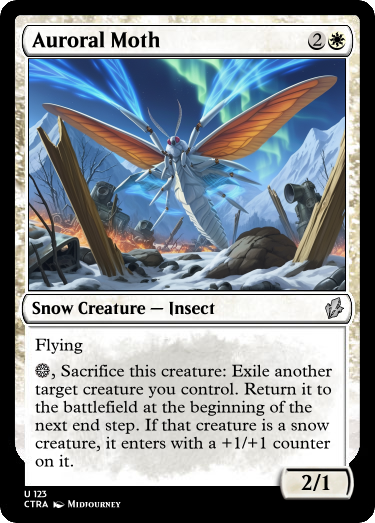 Auroral Moth 2
Snow Creature — Insect
Flying
, Sacrifice this creature: Exile another
target creature you control. Return it to
the battlefield at the beginning of the
next end step. If that creature is a snow
creature, it enters with a +1/+1 counter
on it.
2/1
U 123
CTRA Midjourney